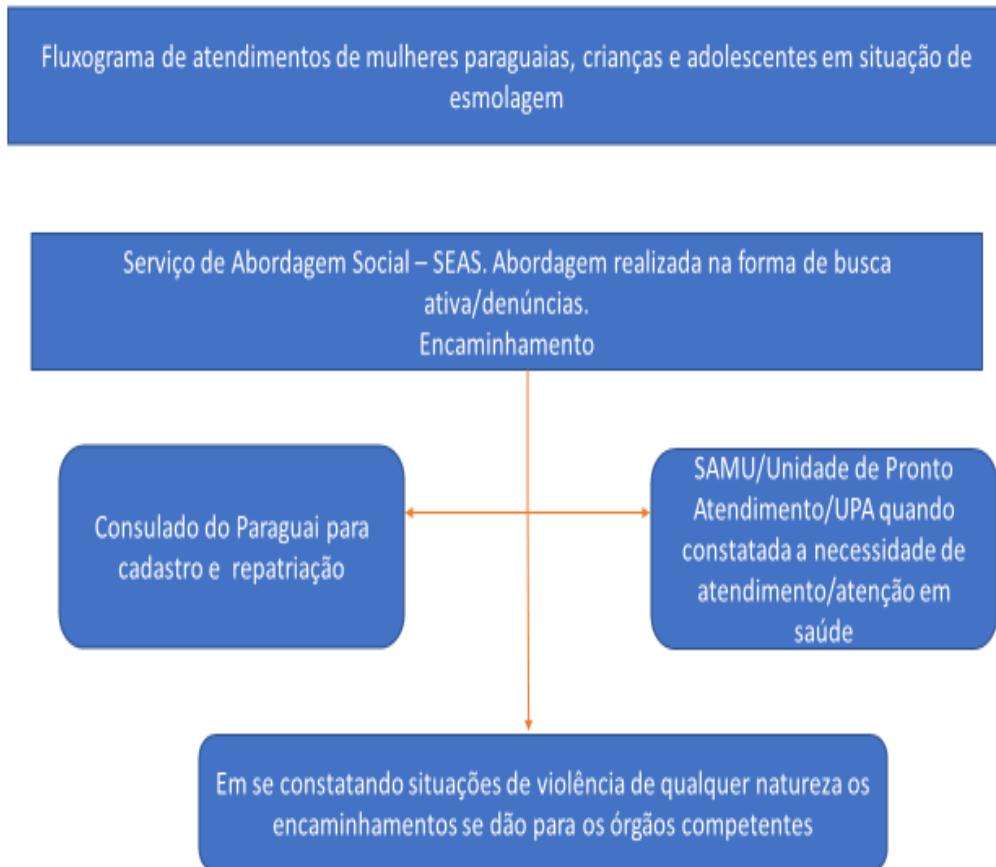 Fluxograma de atendimentos de mulheres paraguaias, crianças e adolescentes em situação de
esmolagem
Serviço de Abordagem Social – SEAS. Abordagem realizada na forma de busca
ativa/denúncias.
Encaminhamento
Consulado do Paraguai para
cadastro e repatriação
SAMU/Unidade de Pronto
Atendimento/UPA quando
constatada a necessidade de
atendimento/atenção em
saúde
Em se constatando situações de violência de qualquer natureza os
encaminhamentos se dão para os órgãos competentes